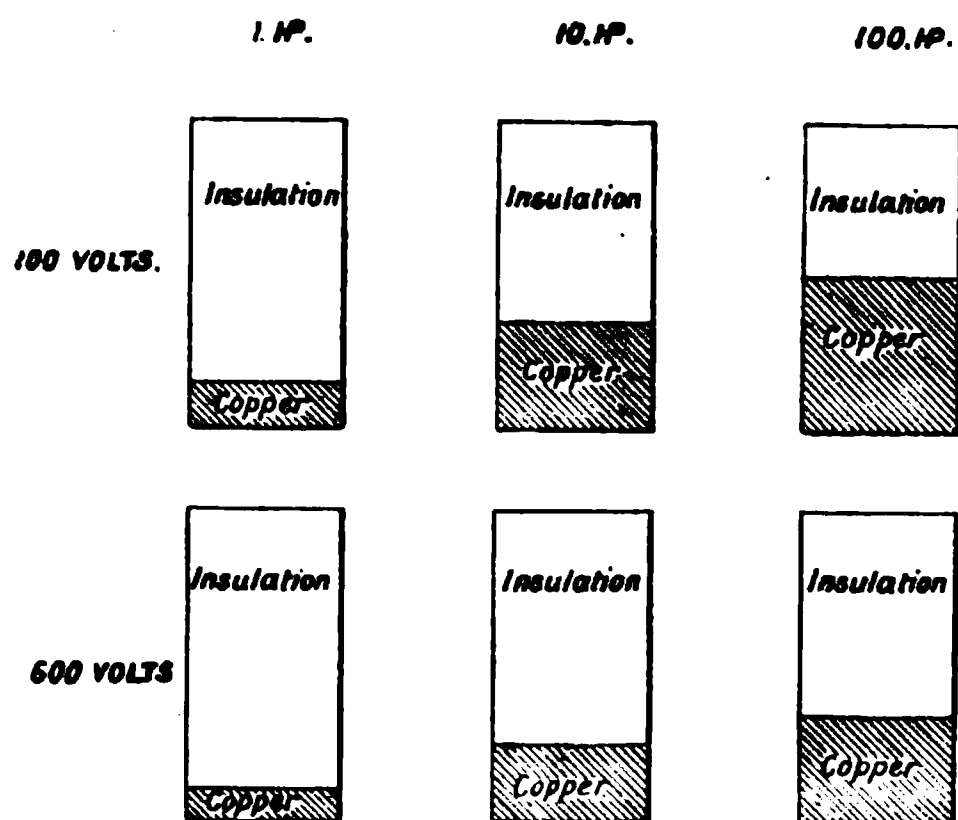 1. HP. 10. HP. 100. HP.
Insulation Insulation Insulation
100 VOLTS.
Copper Copper Copper
Insulation Insulation Insulation
600 VOLTS
Copper Copper Copper